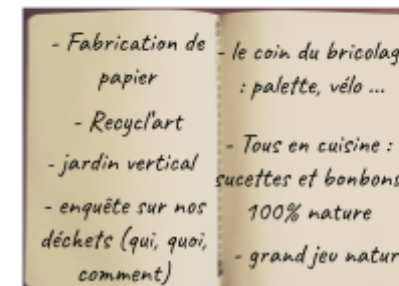 - Fabrication de
papier
- Recycl'art
- jardin vertical
- enquête sur nos
déchets (qui, quoi,
comment)
- le coin du bricolag
: palette, vélo ...
- Tous en cuisine :
sucettes et bonbons
100% nature
- grand jeu natur